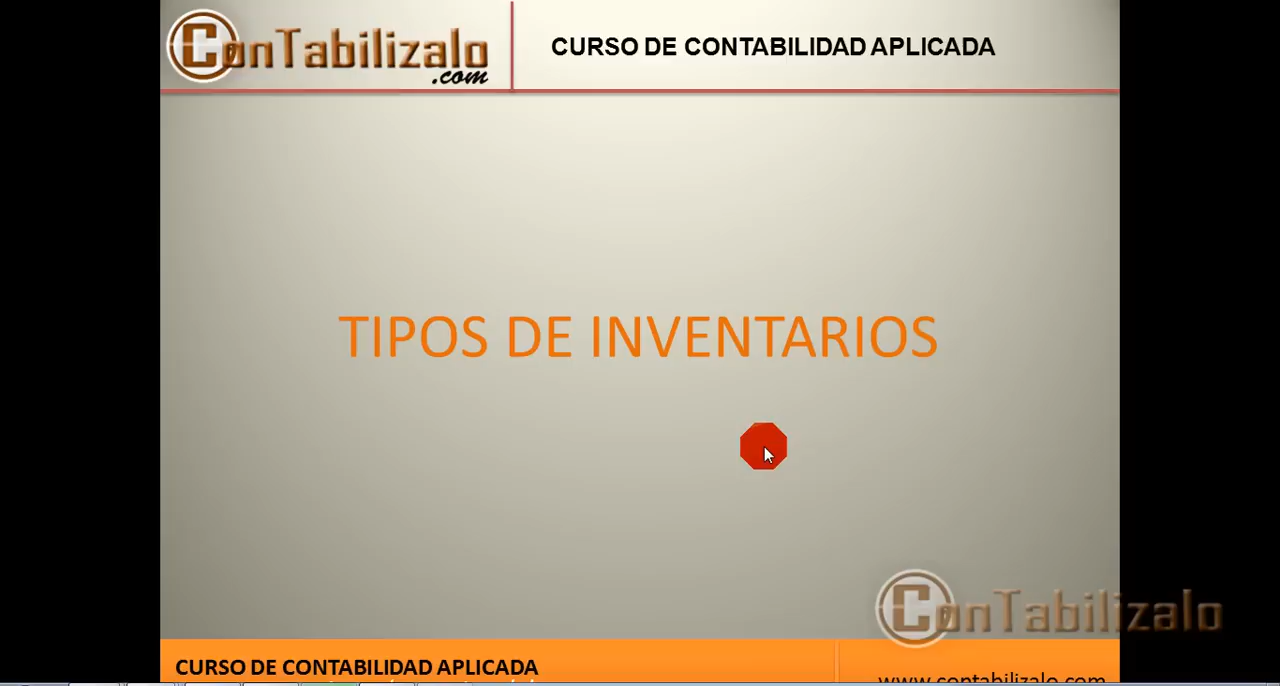 ConTabilizalo
.com
CURSO DE CONTABILIDAD APLICADA
TIPOS DE INVENTARIOS
ConTabilizalo
CURSO DE CONTABILIDAD APLICADA
www.contabilizalo.com